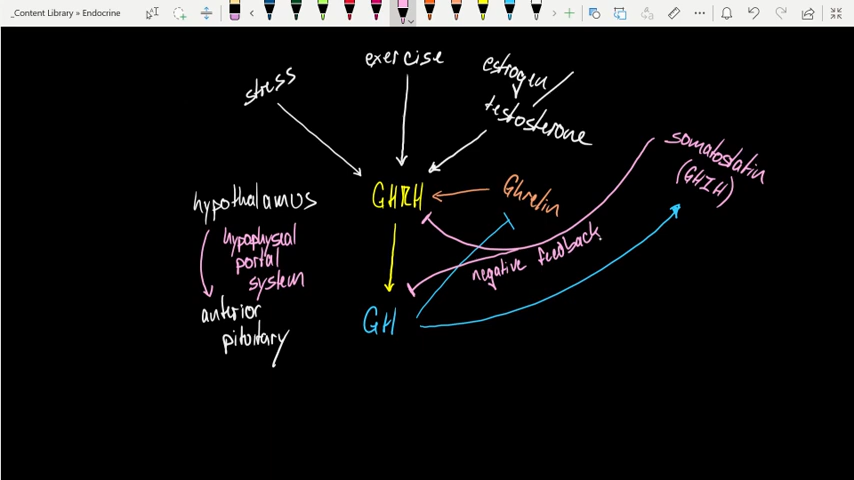 _Content Library » Endocrine
exercise
stress
estrogen/
testosterone
somatostatin
(GHIH)
hypothalamus
GHRH
Ghrelin
hypophyseal
portal
system
negative feedback
anterior
pituitary
GH